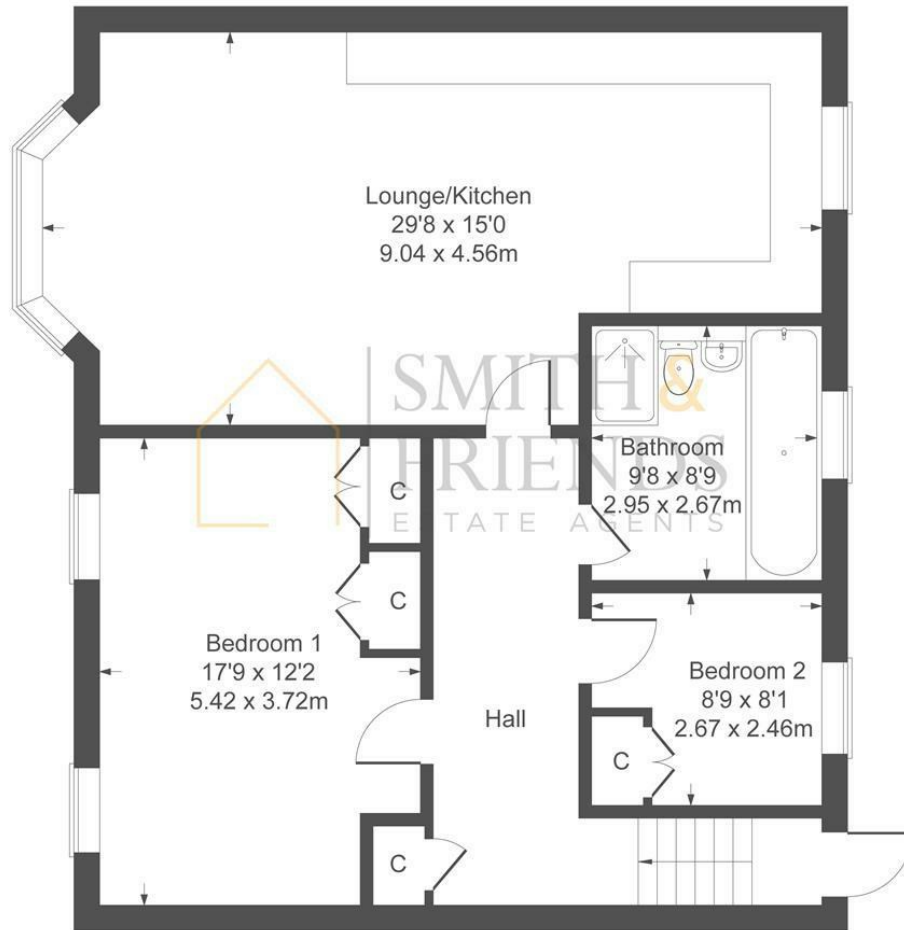 Lounge/Kitchen
29'8 x 15'0
9.04 x 4.56m
SMITH &
FRIENDS
ESTATE AGENTS
Bathroom
9'8 x 8'9
2.95 x 2.67m
C
C
Bedroom 1
17'9 x 12'2
5.42 x 3.72m
Hall
Bedroom 2
8'9 x 8'1
2.67 x 2.46m
C
C